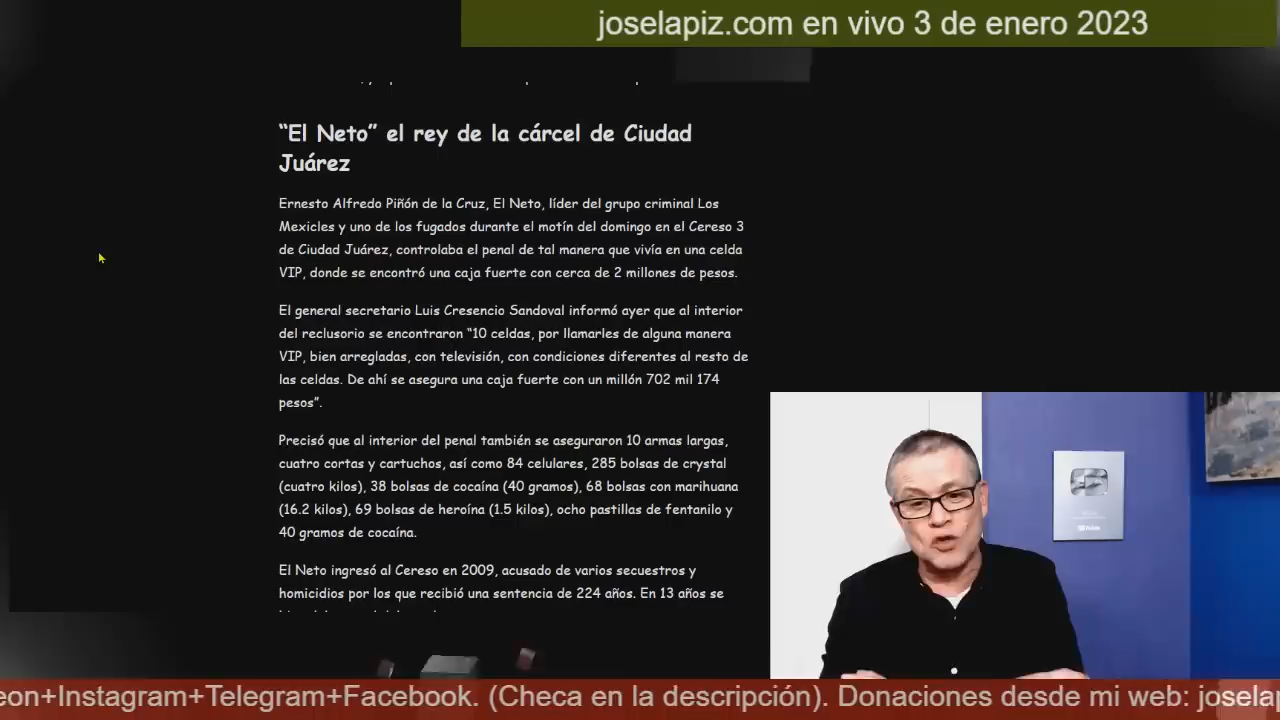 joselapiz.com en vivo 3 de enero 2023
“El Neto” el rey de la cárcel de Ciudad
Juárez
Ernesto Alfredo Piñón de la Cruz, El Neto, líder del grupo criminal Los
Mexicles y uno de los fugados durante el motín del domingo en el Cereso 3
de Ciudad Juárez, controlaba el penal de tal manera que vivía en una celda
VIP, donde se encontró una caja fuerte con cerca de 2 millones de pesos.
El general secretario Luis Cresencio Sandoval informó ayer que al interior
del reclusorio se encontraron “10 celdas, por llamarles de alguna manera
VIP, bien arregladas, con televisión, con condiciones diferentes al resto de
las celdas. De ahí se asegura una caja fuerte con un millón 702 mil 174
pesos”.
Precisó que al interior del penal también se aseguraron 10 armas largas,
cuatro cortas y cartuchos, así como 84 celulares, 285 bolsas de crystal
(cuatro kilos), 38 bolsas de cocaína (40 gramos), 68 bolsas con marihuana
(16.2 kilos), 69 bolsas de heroína (1.5 kilos), ocho pastillas de fentanilo y
40 gramos de cocaína.
El Neto ingresó al Cereso en 2009, acusado de varios secuestros y
homicidios por los que recibió una sentencia de 224 años. En 13 años se
eon+Instagram+Telegram+Facebook. (Checa en la descripción). Donaciones desde mi web: joselap